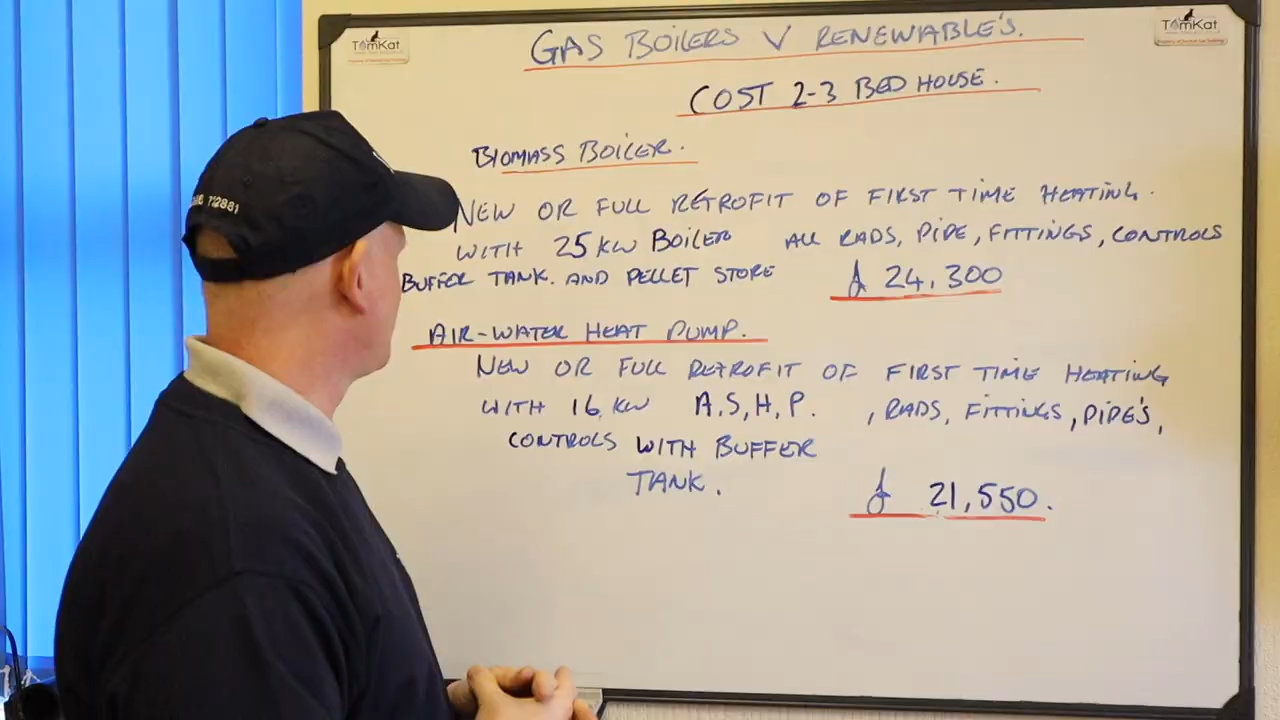 TomKat
TomKat
GAS BOILERS V RENEWABLE'S.
COST 2-3 BED HOUSE.
BIOMASS BOILER.
NEW OR FULL RETROFIT OF FIRST TIME HEATING.
WITH 25 KW BOILER ALL RADS, PIPE, FITTINGS, CONTROLS
BUFFER TANK. AND PELLET STORE £ 24,300
AIR-WATER HEAT PUMP.
NEW OR FULL RETROFIT OF FIRST TIME HEATING
WITH 16 KW A.S,H,P. , RADS, FITTINGS, PIPE'S,
CONTROLS WITH BUFFER
TANK. £ 21,550.
712881